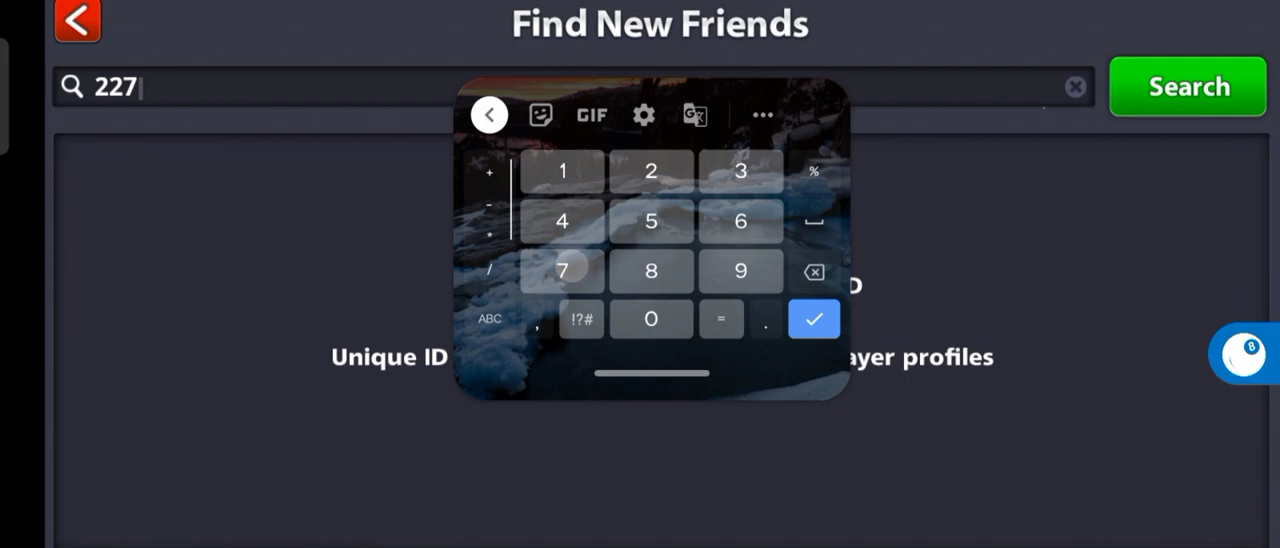 Find New Friends
227
Search
GIF
+ 1 2 3 %
-
4 5 6
*
/ 7 8 9
D
ABC , !?# 0 = .
Unique ID
ayer profiles
8